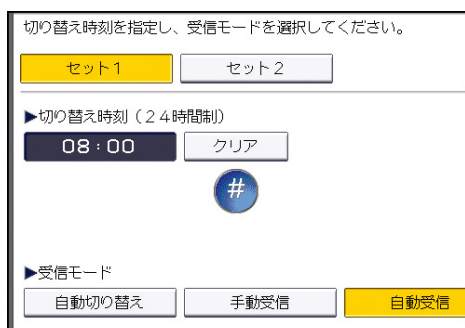 切り替え時刻を指定し、受信モードを選択してください。
セット1 セット2
▶切り替え時刻（２４時間制）
08:00 クリア
#
▶受信モード
自動切り替え 手動受信 自動受信